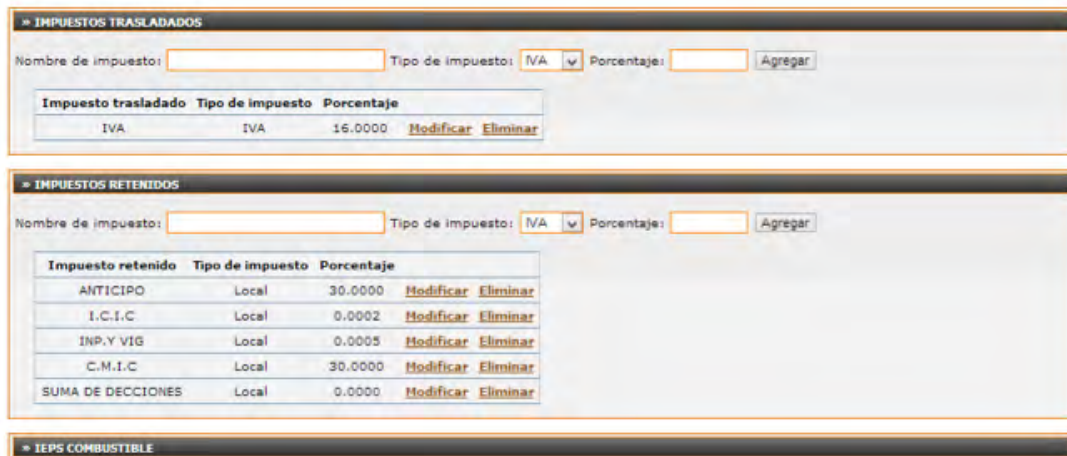 » IMPUESTOS TRASLADADOS
Nombre de impuesto: Tipo de impuesto: IVA Porcentaje: Agregar
Impuesto trasladado Tipo de impuesto Porcentaje
IVA IVA 16.0000 Modificar Eliminar
» IMPUESTOS RETENIDOS
Nombre de impuesto: Tipo de impuesto: IVA Porcentaje: Agregar
Impuesto retenido Tipo de impuesto Porcentaje
ANTICIPO Local 30.0000 Modificar Eliminar
I.C.I.C Local 0.0002 Modificar Eliminar
INP.Y VIG Local 0.0005 Modificar Eliminar
C.M.I.C Local 30.0000 Modificar Eliminar
SUMA DE DECCIONES Local 0.0000 Modificar Eliminar
» IEPS COMBUSTIBLE